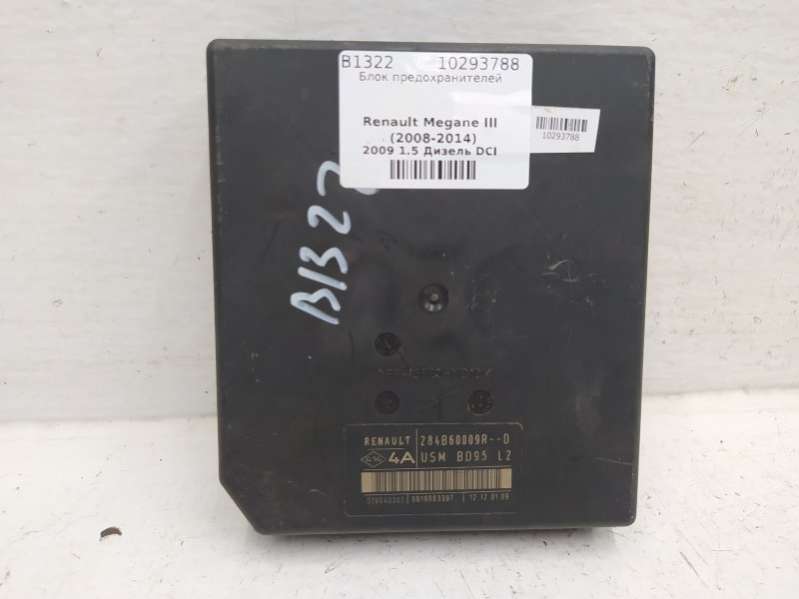 B1322 10293788
Блок предохранителей
Renault Megane III
(2008-2014)
2009 1.5 Дизель DCI
10293788
B1322
RENAULT 284B60009R--D
4A USM BD95 L2